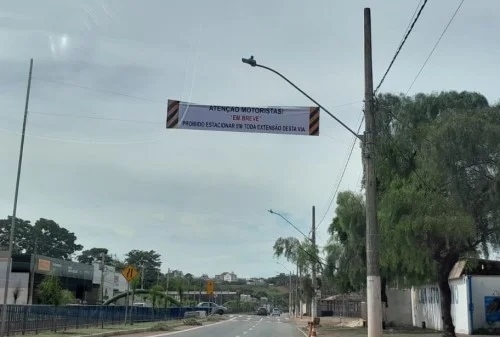 ATENÇÃO MOTORISTAS!
"EM BREVE"
PROIBIDO ESTACIONAR EM TODA EXTENSÃO DESTA VIA